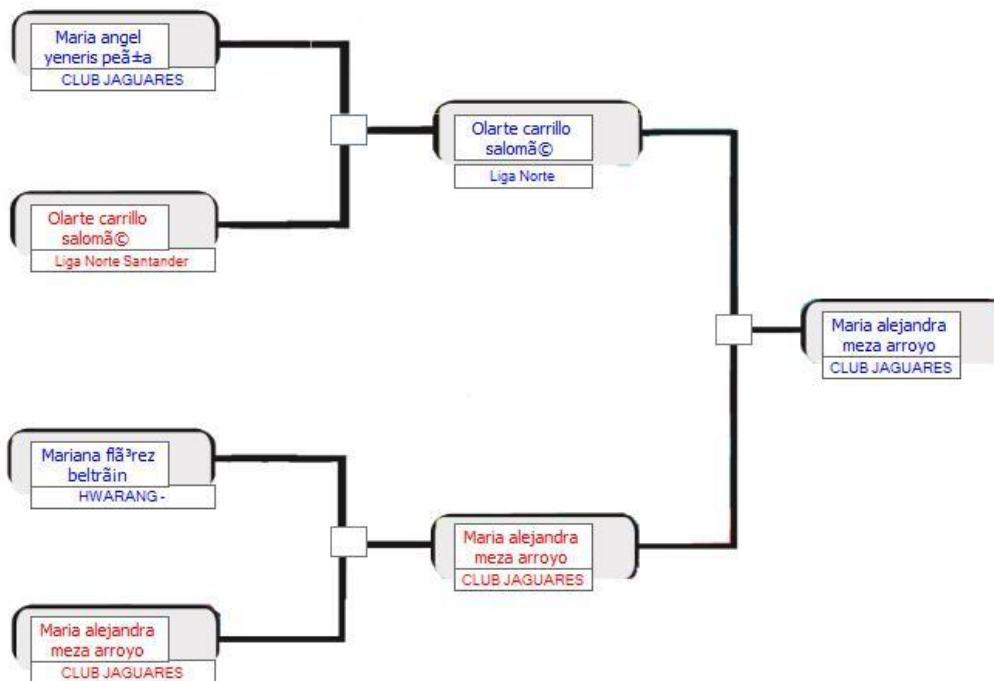 Maria angel
yeneris peã±a
CLUB JAGUARES
Olarte carrillo
salomã©
Liga Norte Santander
Olarte carrillo
salomã©
Liga Norte
Maria alejandra
meza arroyo
CLUB JAGUARES
Mariana flã³rez
beltrãin
HWARANG -
Maria alejandra
meza arroyo
CLUB JAGUARES
Maria alejandra
meza arroyo
CLUB JAGUARES